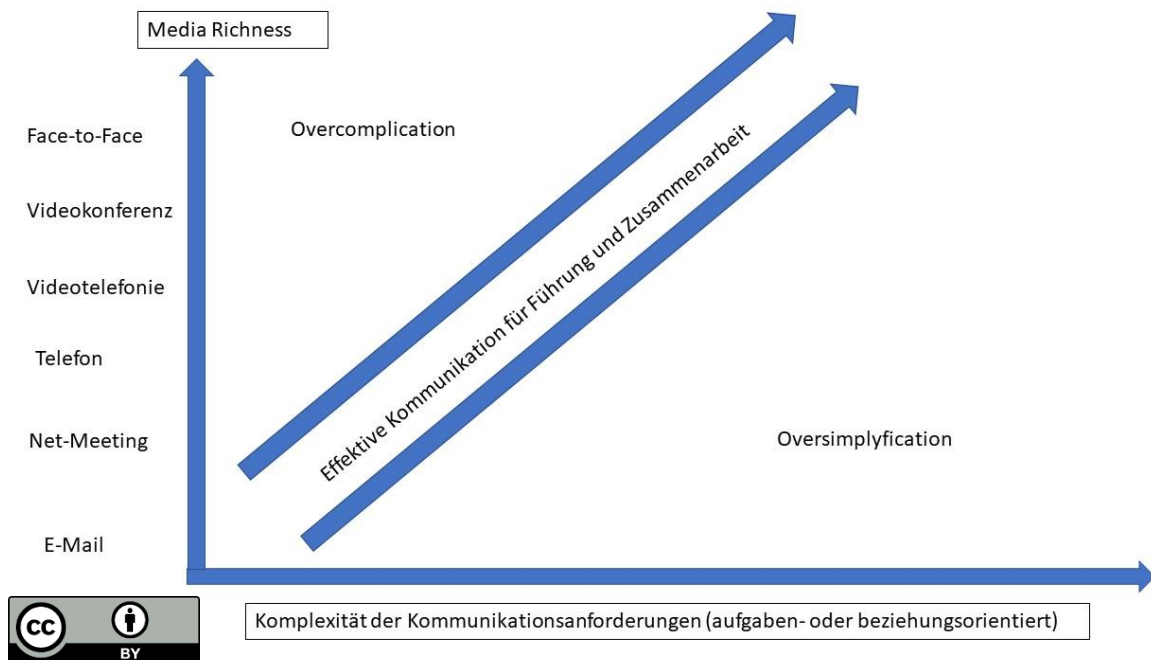 Media Richness
Face-to-Face
Overcomplication
Videokonferenz
Videotelefonie
Effektive Kommunikation für Führung und Zusammenarbeit
Telefon
Net-Meeting
Oversimplyfication
E-Mail
Komplexität der Kommunikationsanforderungen (aufgaben- oder beziehungsorientiert)
cc
BY